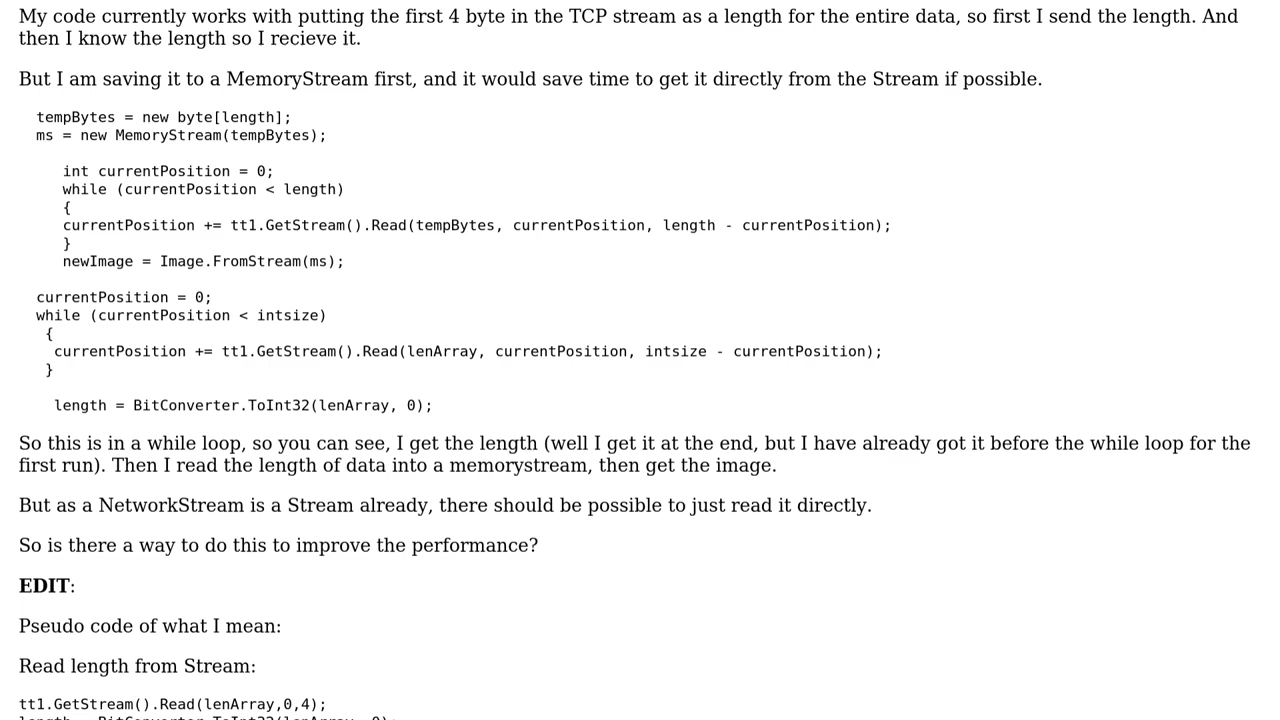 My code currently works with putting the first 4 byte in the TCP stream as a length for the entire data, so first I send the length. And
then I know the length so I recieve it.
But I am saving it to a MemoryStream first, and it would save time to get it directly from the Stream if possible.
tempBytes = new byte[length];
ms = new MemoryStream(tempBytes);
int currentPosition = 0;
while (currentPosition < length)
{
currentPosition += tt1.GetStream().Read(tempBytes, currentPosition, length - currentPosition);
}
newImage = Image.FromStream(ms);
currentPosition = 0;
while (currentPosition < intsize)
{
currentPosition += tt1.GetStream().Read(lenArray, currentPosition, intsize - currentPosition);
}
length = BitConverter.ToInt32(lenArray, 0);
So this is in a while loop, so you can see, I get the length (well I get it at the end, but I have already got it before the while loop for the
first run). Then I read the length of data into a memorystream, then get the image.
But as a NetworkStream is a Stream already, there should be possible to just read it directly.
So is there a way to do this to improve the performance?
EDIT:
Pseudo code of what I mean:
Read length from Stream:
tt1.GetStream().Read(lenArray,0,4);
length = BitConverter.ToInt32(lenArray, 0);